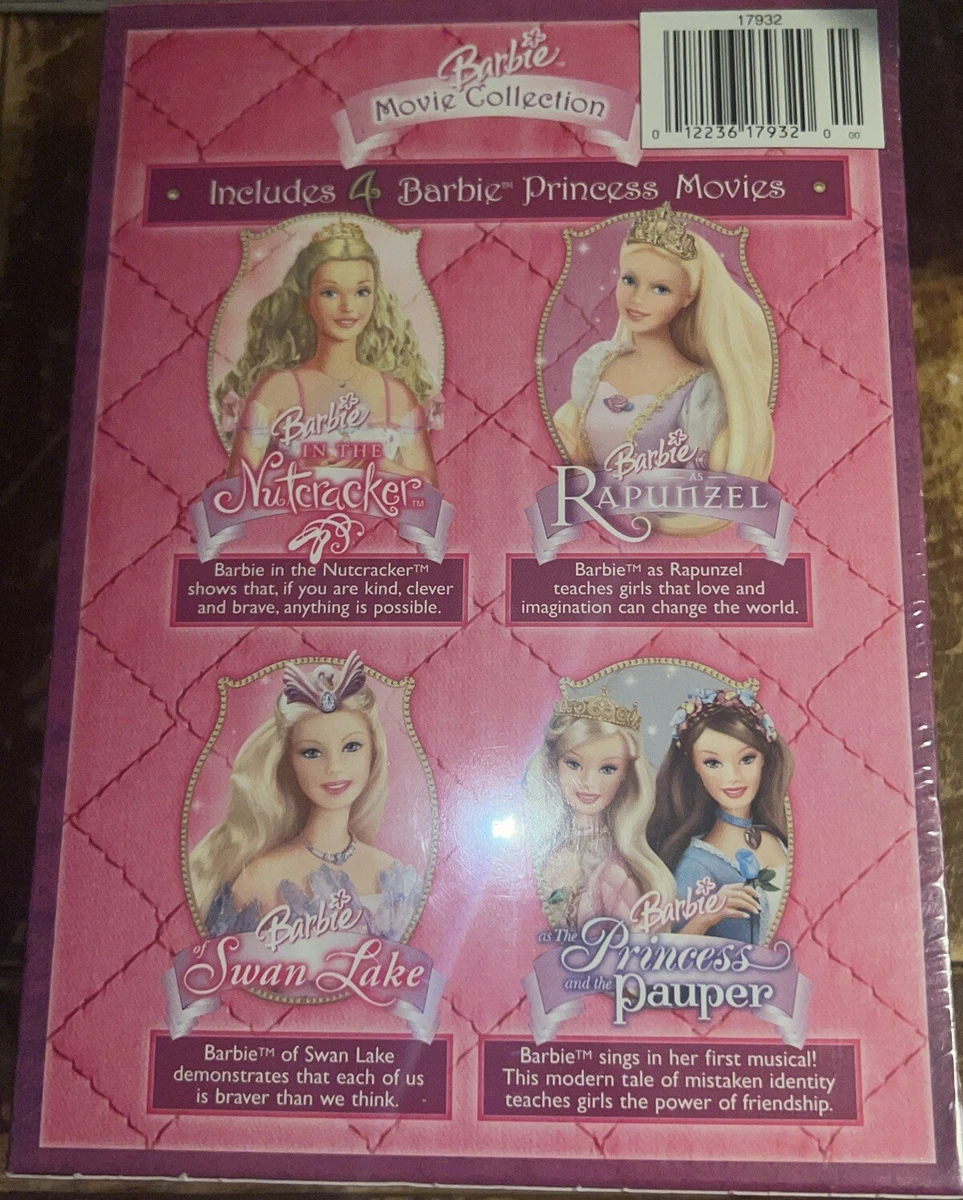 17932
0 12236 17932 0 00
Barbie™
Movie Collection
Includes 4 Barbie™ Princess Movies
Barbie
IN THE
Nutcracker™
Barbie in the Nutcracker™
shows that, if you are kind, clever
and brave, anything is possible.
Barbie™
AS
RAPUNZEL
Barbie™ as Rapunzel
teaches girls that love and
imagination can change the world.
Barbie
of
Swan Lake
Barbie™ of Swan Lake
demonstrates that each of us
is braver than we think.
Barbie
as The
Princess
and the
Pauper
Barbie™ sings in her first musical!
This modern tale of mistaken identity
teaches girls the power of friendship.